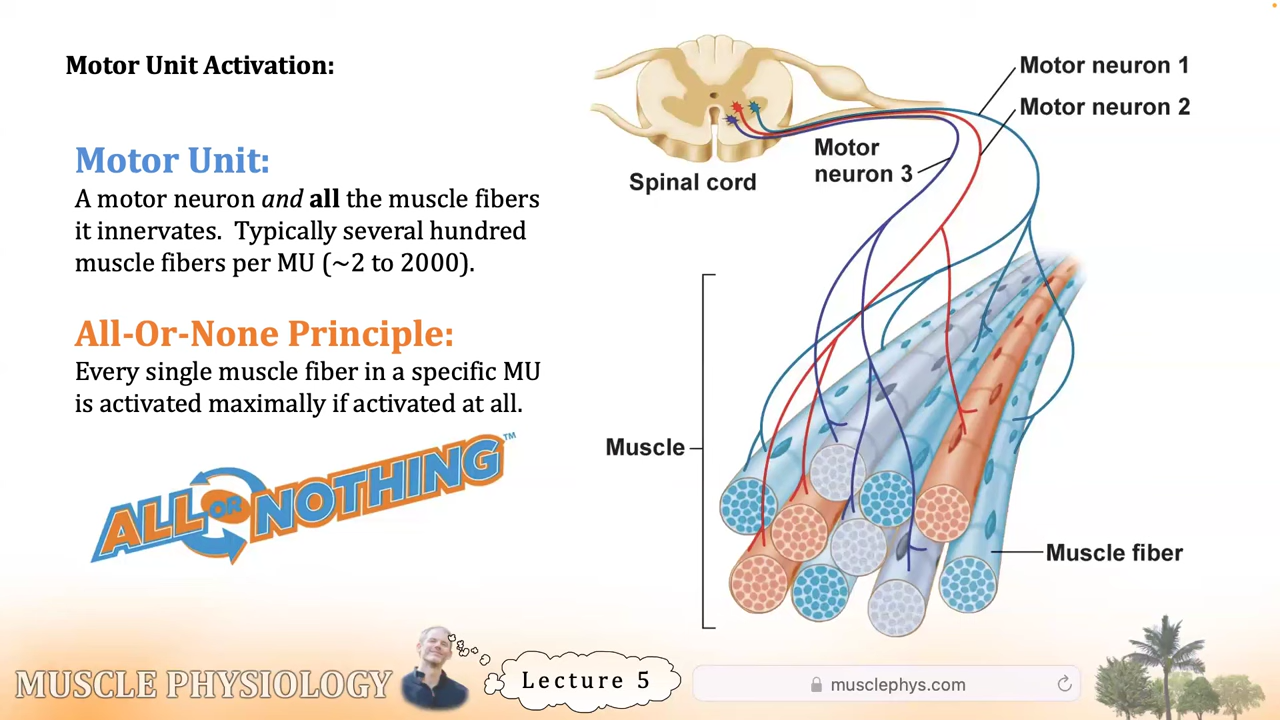 Motor Unit Activation:
Motor Unit:
A motor neuron and all the muscle fibers
it innervates. Typically several hundred
muscle fibers per MU (~2 to 2000).
All-Or-None Principle:
Every single muscle fiber in a specific MU
is activated maximally if activated at all.
ALL OR NOTHING™
Motor neuron 1
Motor neuron 2
Motor
neuron 3
Spinal cord
Muscle
Muscle fiber
MUSCLE PHYSIOLOGY
Lecture 5
musclephys.com